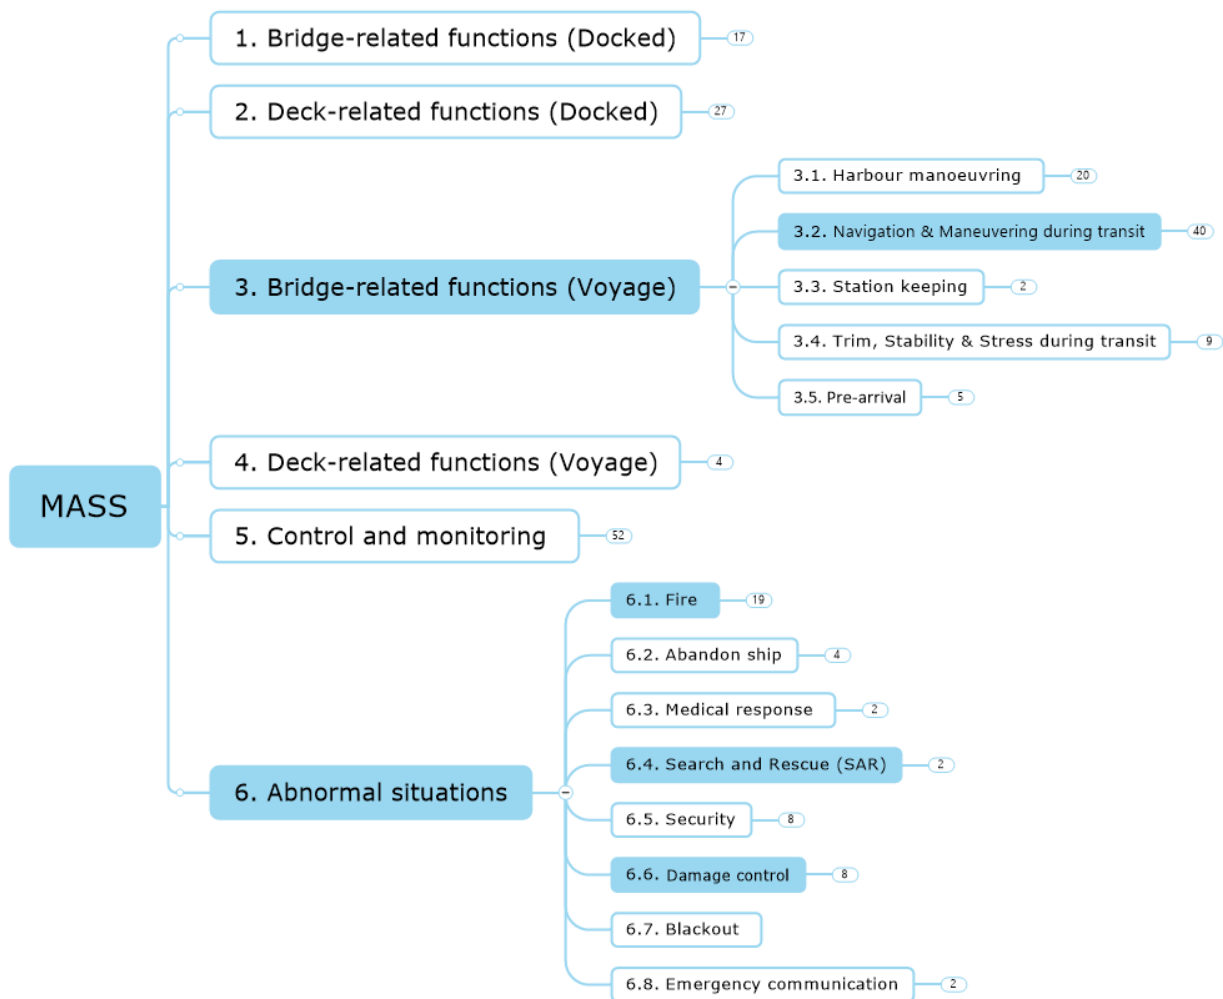 1. Bridge-related functions (Docked)
17
2. Deck-related functions (Docked)
27
3. Bridge-related functions (Voyage)
3.1. Harbour manoeuvring
20
3.2. Navigation & Maneuvering during transit
40
3.3. Station keeping
2
3.4. Trim, Stability & Stress during transit
9
3.5. Pre-arrival
5
MASS
4. Deck-related functions (Voyage)
4
5. Control and monitoring
52
6. Abnormal situations
6.1. Fire
19
6.2. Abandon ship
4
6.3. Medical response
2
6.4. Search and Rescue (SAR)
2
6.5. Security
8
6.6. Damage control
8
6.7. Blackout
6.8. Emergency communication
2